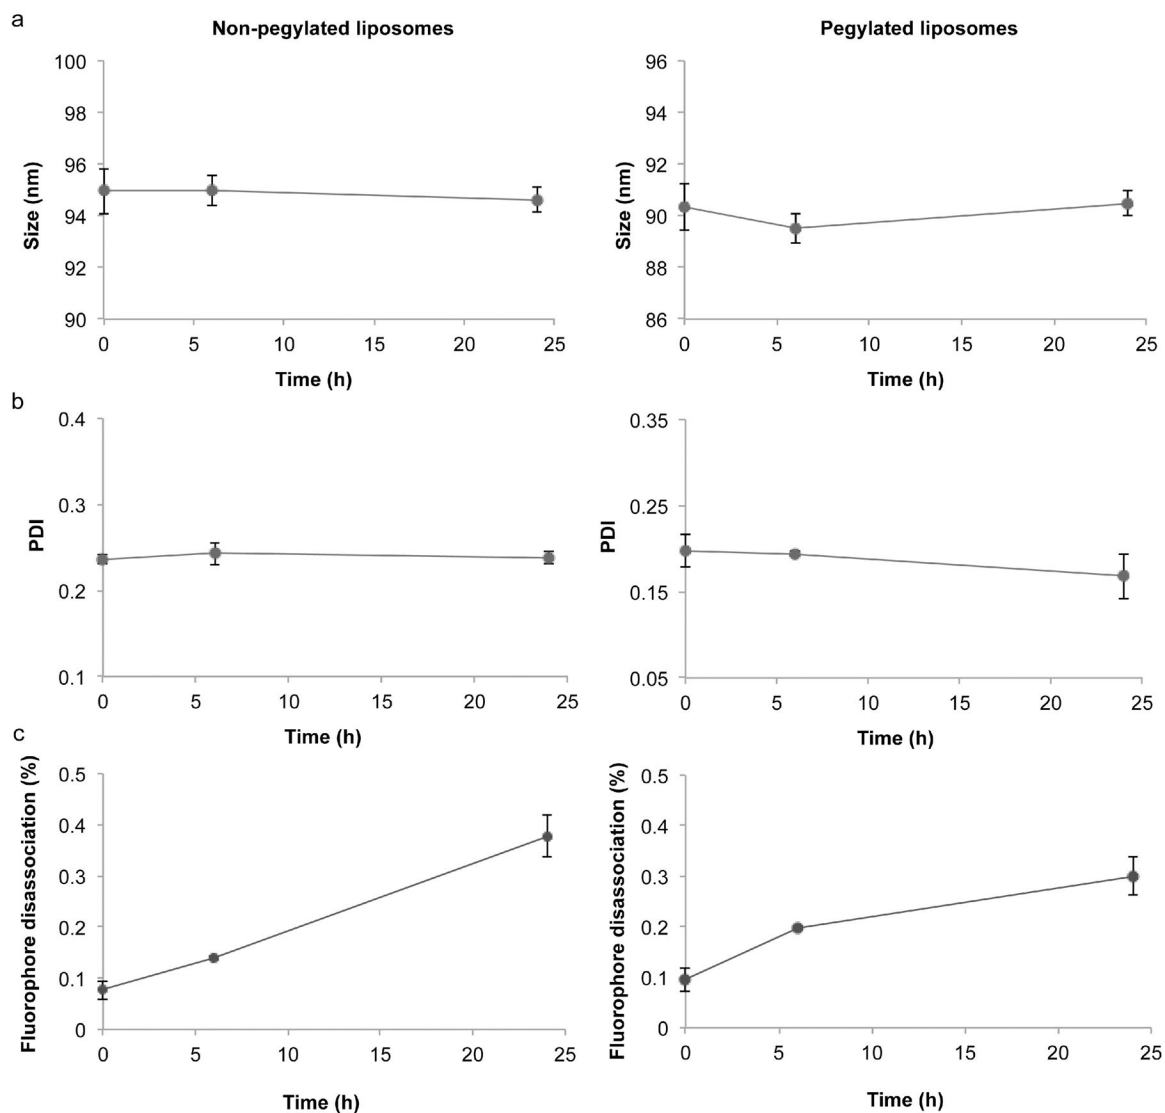 a
Non-pegylated liposomes
Pegylated liposomes
Size (nm)
100
98
96
94
92
90
0 5 10 15 20 25
Time (h)
Size (nm)
96
94
92
90
88
86
0 5 10 15 20 25
Time (h)
b
PDI
0.4
0.3
0.2
0.1
0 5 10 15 20 25
Time (h)
PDI
0.35
0.25
0.15
0.05
0 5 10 15 20 25
Time (h)
c
Fluorophore disassociation (%)
0.5
0.4
0.3
0.2
0.1
0
0 5 10 15 20 25
Time (h)
Fluorophore disassociation (%)
0.5
0.4
0.3
0.2
0.1
0
0 5 10 15 20 25
Time (h)